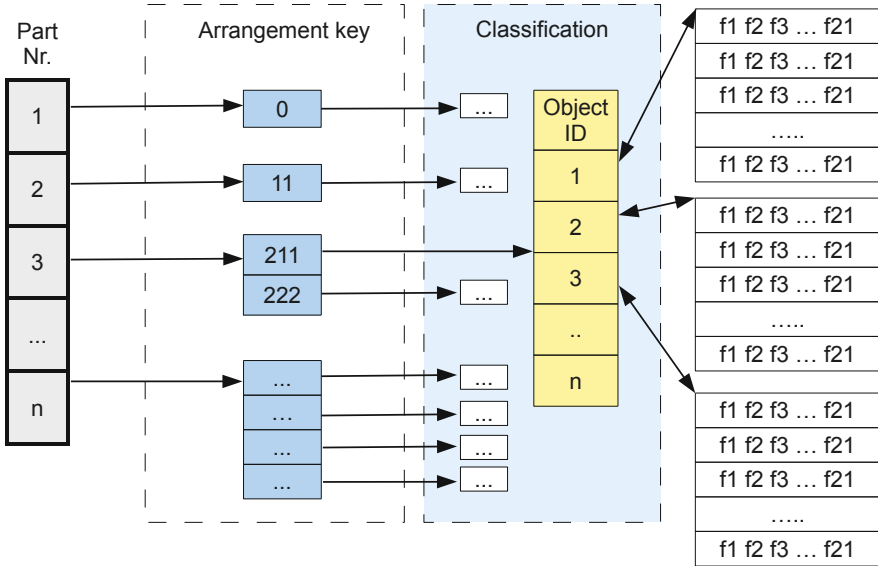 Part
Nr.
1
2
3
...
n
Arrangement key
0
11
211
222
...
...
...
...
Classification
...
...
...
...
...
...
...
Object
ID
1
2
3
..
n
f1 f2 f3 ... f21
f1 f2 f3 ... f21
f1 f2 f3 ... f21
.....
f1 f2 f3 ... f21
f1 f2 f3 ... f21
f1 f2 f3 ... f21
f1 f2 f3 ... f21
.....
f1 f2 f3 ... f21
f1 f2 f3 ... f21
f1 f2 f3 ... f21
f1 f2 f3 ... f21
.....
f1 f2 f3 ... f21